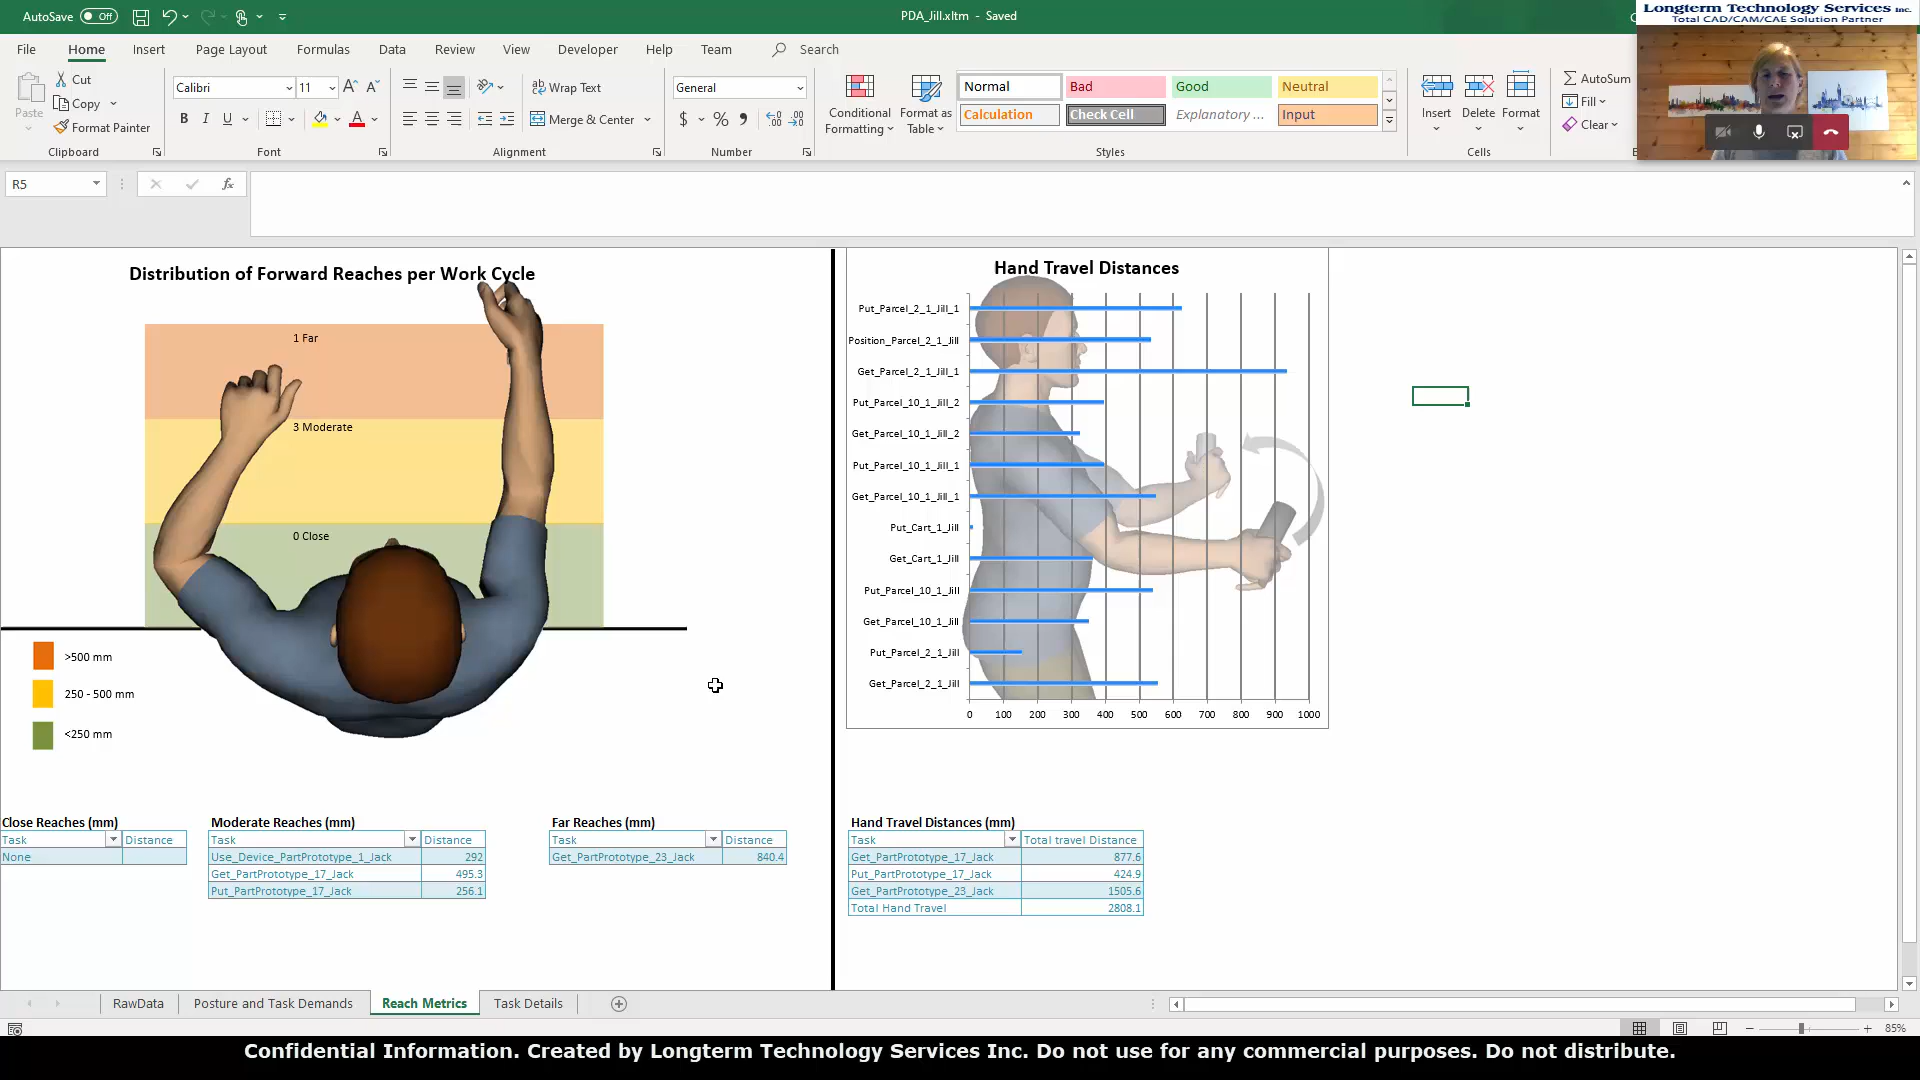 AutoSave Off
PDA_Jill.xltm - Saved
Longterm Technology Services Inc.
Total CAD/CAM/CAE Solution Partner
File Home Insert Page Layout Formulas Data Review View Developer Help Team Search
Paste
Cut
Copy
Format Painter
Calibri 11
B I U
Wrap Text
Merge & Center
General
$ %
Conditional Formatting
Format as Table
Normal Bad Good Neutral
Calculation Check Cell Explanatory ... Input
Insert Delete Format
AutoSum
Fill
Clear
Clipboard Font Alignment Number Styles Cells
R5
fx
Distribution of Forward Reaches per Work Cycle
1 Far
3 Moderate
0 Close
>500 mm
250 - 500 mm
<250 mm
Hand Travel Distances
Put_Parcel_2_1_Jill_1
Position_Parcel_2_1_Jill
Get_Parcel_2_1_Jill_1
Put_Parcel_10_1_Jill_2
Get_Parcel_10_1_Jill_2
Put_Parcel_10_1_Jill_1
Get_Parcel_10_1_Jill_1
Put_Cart_1_Jill
Get_Cart_1_Jill
Put_Parcel_10_1_Jill
Get_Parcel_10_1_Jill
Put_Parcel_2_1_Jill
Get_Parcel_2_1_Jill
0 100 200 300 400 500 600 700 800 900 1000
Close Reaches (mm)
Task Distance
None
Moderate Reaches (mm)
Task Distance
Use_Device_PartPrototype_1_Jack 292
Get_PartPrototype_17_Jack 495.3
Put_PartPrototype_17_Jack 256.1
Far Reaches (mm)
Task Distance
Get_PartPrototype_23_Jack 840.4
Hand Travel Distances (mm)
Task Total travel Distance
Get_PartPrototype_17_Jack 877.6
Put_PartPrototype_17_Jack 424.9
Get_PartPrototype_23_Jack 1505.6
Total Hand Travel 2808.1
RawData Posture and Task Demands Reach Metrics Task Details
85%
Confidential Information. Created by Longterm Technology Services Inc. Do not use for any commercial purposes. Do not distribute.